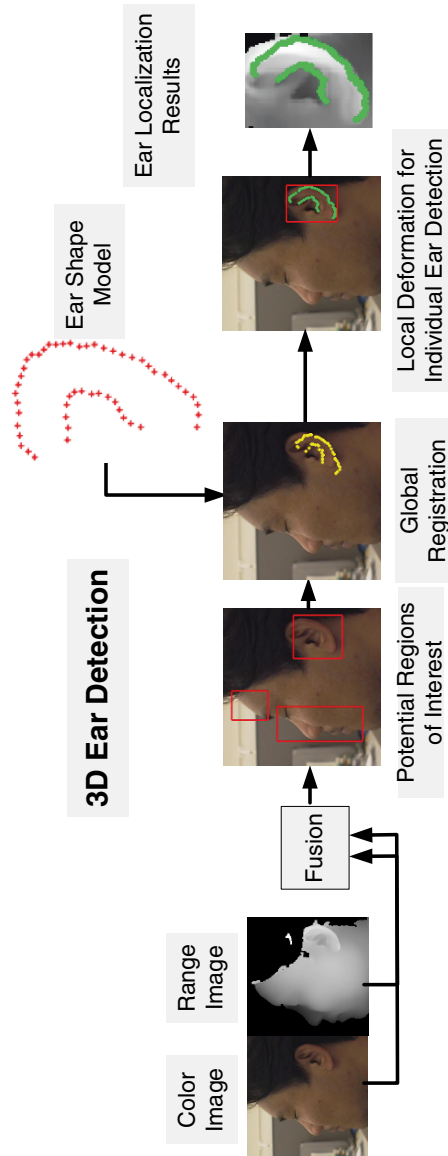 3D Ear Detection
Color
Image
Range
Image
Fusion
Potential Regions
of Interest
Global
Registration
Ear Shape
Model
Local Deformation for
Individual Ear Detection
Ear Localization
Results